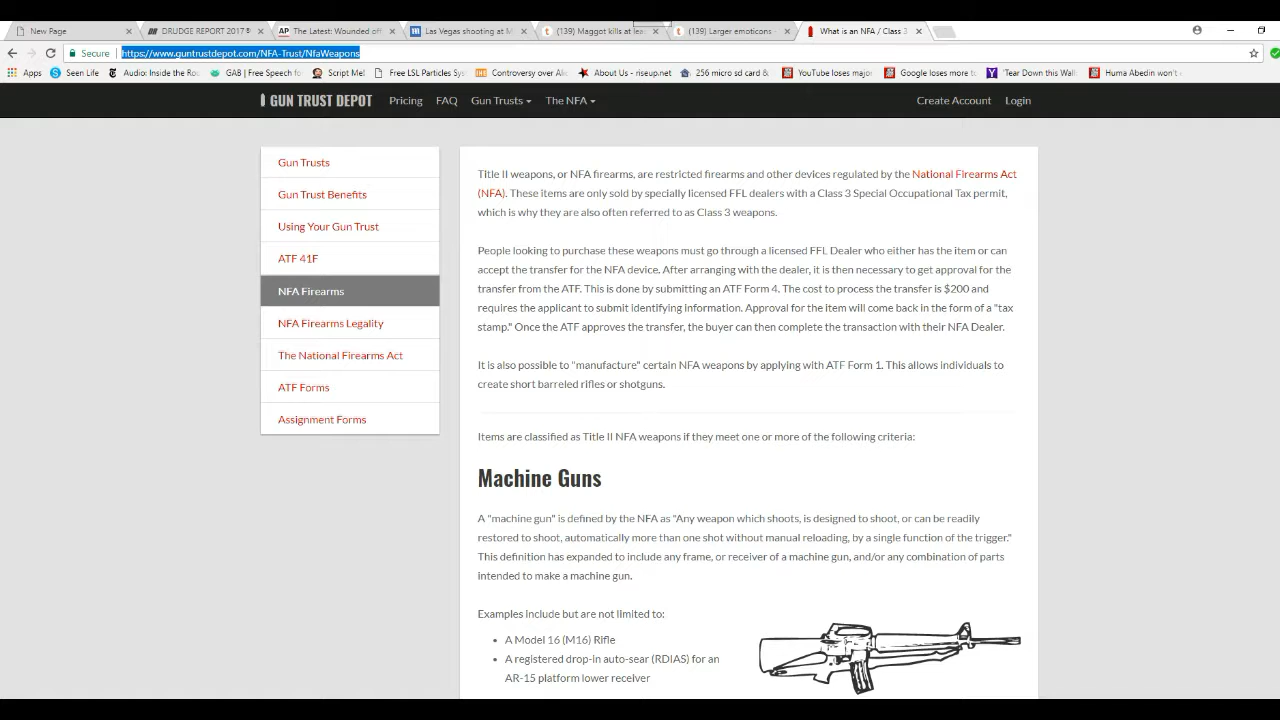 New Page
DRUDGE REPORT 2017®
The Latest: Wounded off
Las Vegas shooting at M
(139) Maggot kills at lea
(139) Larger emoticons -
What is an NFA / Class 3
Secure
https://www.guntrustdepot.com/NFA-Trust/NfaWeapons
Apps
Seen Life
Audio: Inside the Ro
GAB | Free Speech fo
Script Mel
Free LSL Particles Sys
Controversy over Ali
About Us - riseup.net
256 micro sd card &
YouTube loses major
Google loses more to
'Tear Down this Wall
Huma Abedin won't
GUN TRUST DEPOT
Pricing
FAQ
Gun Trusts
The NFA
Create Account
Login
Gun Trusts
Gun Trust Benefits
Using Your Gun Trust
ATF 41F
NFA Firearms
NFA Firearms Legality
The National Firearms Act
ATF Forms
Assignment Forms
Title II weapons, or NFA firearms, are restricted firearms and other devices regulated by the National Firearms Act
(NFA). These items are only sold by specially licensed FFL dealers with a Class 3 Special Occupational Tax permit,
which is why they are also often referred to as Class 3 weapons.
People looking to purchase these weapons must go through a licensed FFL Dealer who either has the item or can
accept the transfer for the NFA device. After arranging with the dealer, it is then necessary to get approval for the
transfer from the ATF. This is done by submitting an ATF Form 4. The cost to process the transfer is $200 and
requires the applicant to submit identifying information. Approval for the item will come back in the form of a "tax
stamp." Once the ATF approves the transfer, the buyer can then complete the transaction with their NFA Dealer.
It is also possible to "manufacture" certain NFA weapons by applying with ATF Form 1. This allows individuals to
create short barreled rifles or shotguns.
Items are classified as Title II NFA weapons if they meet one or more of the following criteria:
Machine Guns
A "machine gun" is defined by the NFA as "Any weapon which shoots, is designed to shoot, or can be readily
restored to shoot, automatically more than one shot without manual reloading, by a single function of the trigger."
This definition has expanded to include any frame, or receiver of a machine gun, and/or any combination of parts
intended to make a machine gun.
Examples include but are not limited to:
• A Model 16 (M16) Rifle
• A registered drop-in auto-sear (RDIAS) for an
AR-15 platform lower receiver